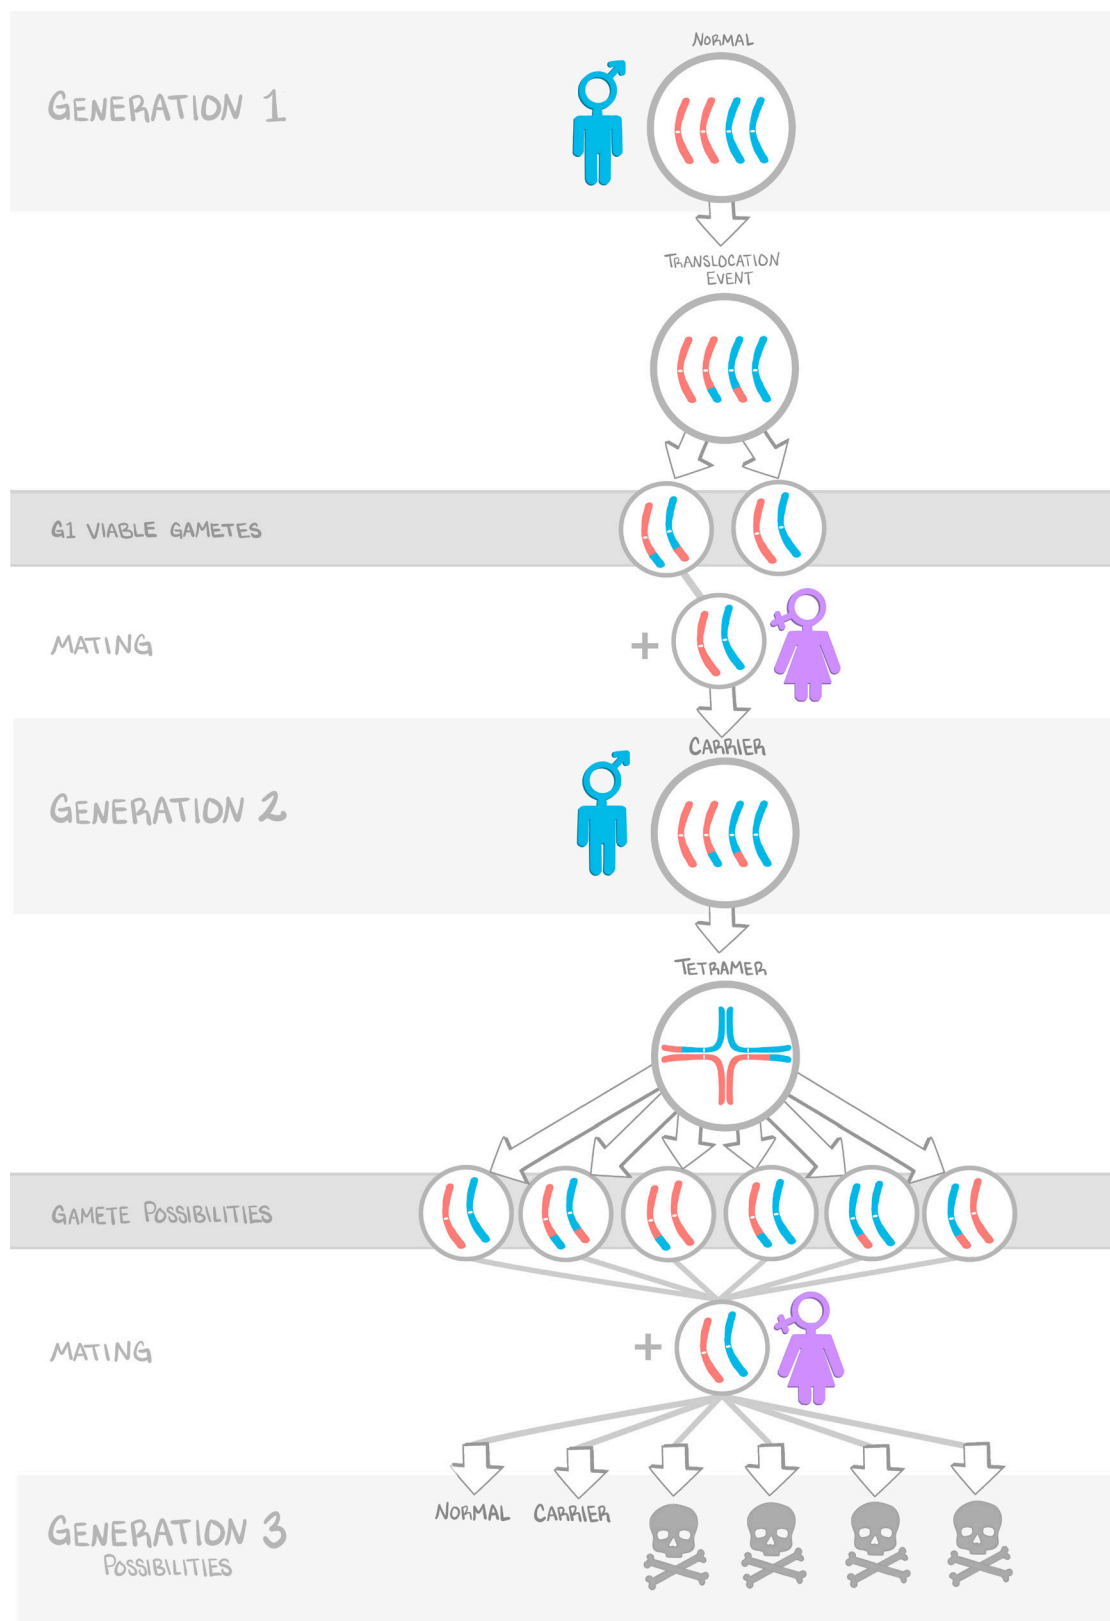 NORMAL
GENERATION 1
TRANSLOCATION
EVENT
G1 VIABLE GAMETES
MATING
+
CARRIER
GENERATION 2
TETRAMER
GAMETE POSSIBILITIES
MATING
+
NORMAL CARRIER
GENERATION 3
POSSIBILITIES